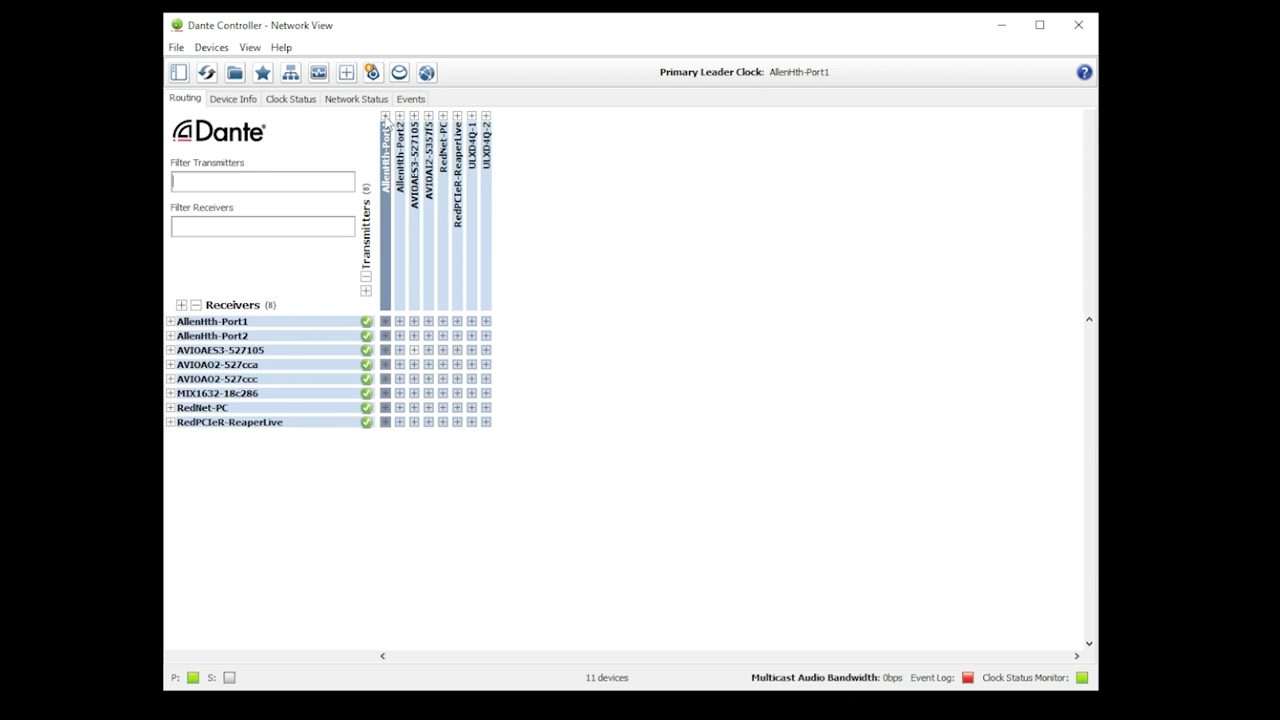 Dante Controller - Network View
File Devices View Help
Primary Leader Clock: AllenHth-Port1
Routing Device Info Clock Status Network Status Events
Dante
Filter Transmitters
Filter Receivers
Transmitters (8)
AllenHth-Port1
AllenHth-Port2
AVIOAES3-527105
AVIOAI2-5357f5
RedNet-PC
RedPCIeR-ReaperLive
ULXD4Q-1
ULXD4Q-2
Receivers (8)
AllenHth-Port1
AllenHth-Port2
AVIOAES3-527105
AVIOAO2-527cca
AVIOAO2-527ccc
MIX1632-18c286
RedNet-PC
RedPCIeR-ReaperLive
P: S: 11 devices Multicast Audio Bandwidth: 0bps Event Log: Clock Status Monitor: